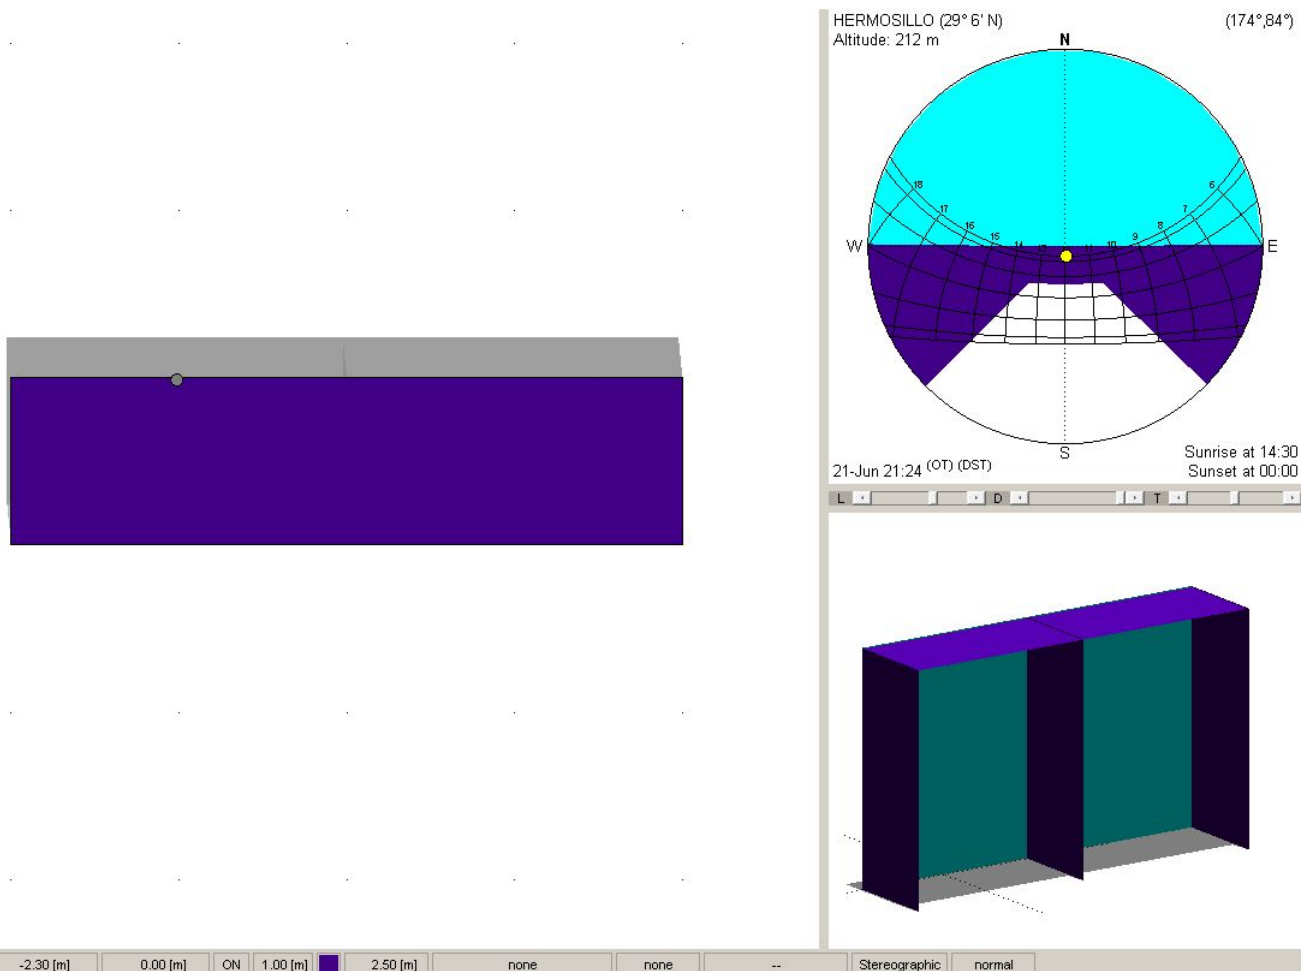 HERMOSILLO (29° 6' N) (174°,84°)
Altitude: 212 m
N
18 6
17 7
16 8
15 9
14 10
W E
S
Sunrise at 14:30
21-Jun 21:24 (OT) (DST) Sunset at 00:00
L D T
-2.30 [m] 0.00 [m] ON 1.00 [m] 2.50 [m] none none -- Stereographic normal